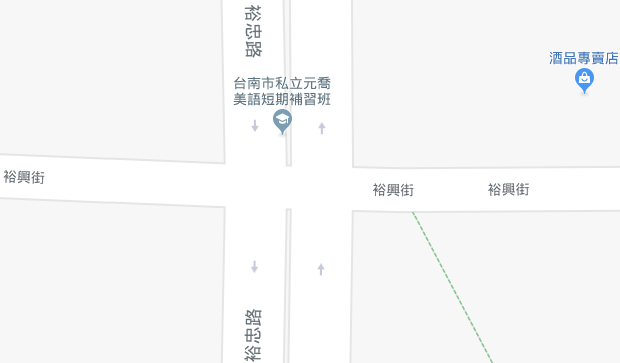 裕忠路
酒品專賣店
台南市私立元喬
美語短期補習班
裕興街
裕興街
裕興街
裕忠路